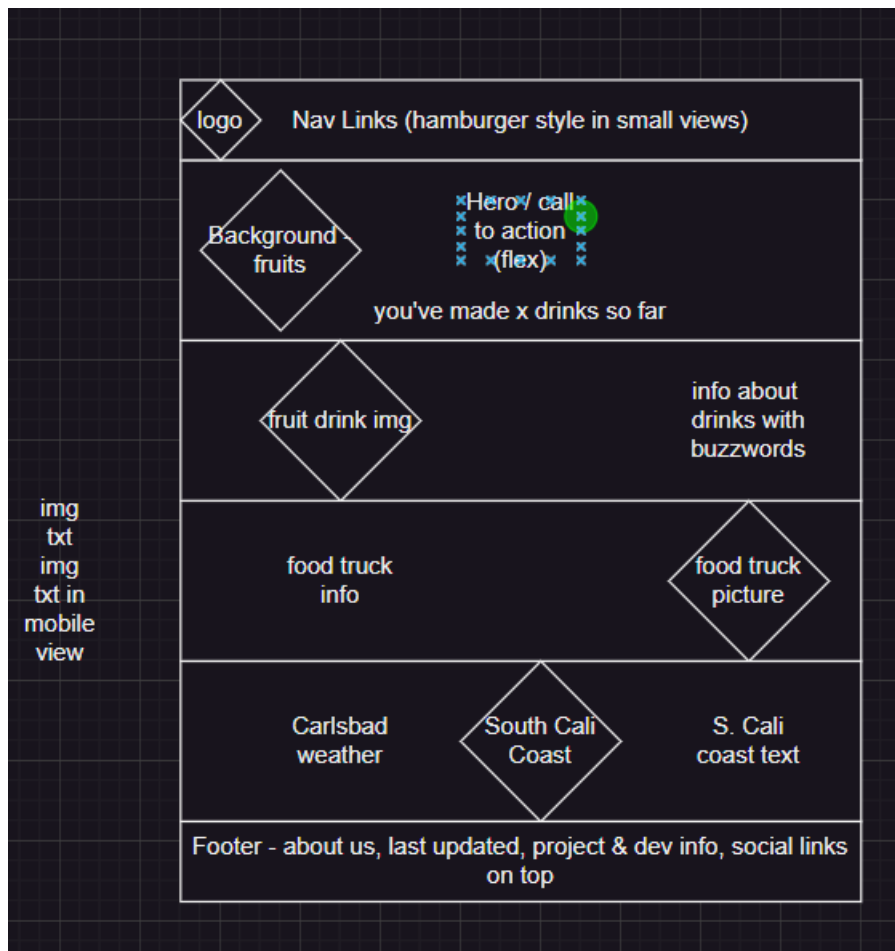 logo
Nav Links (hamburger style in small views)
Background -
fruits
Hero / call
to action
(flex)
you've made x drinks so far
fruit drink img
info about
drinks with
buzzwords
img
txt
img
txt in
mobile
view
food truck
info
food truck
picture
Carlsbad
weather
South Cali
Coast
S. Cali
coast text
Footer - about us, last updated, project & dev info, social links
on top